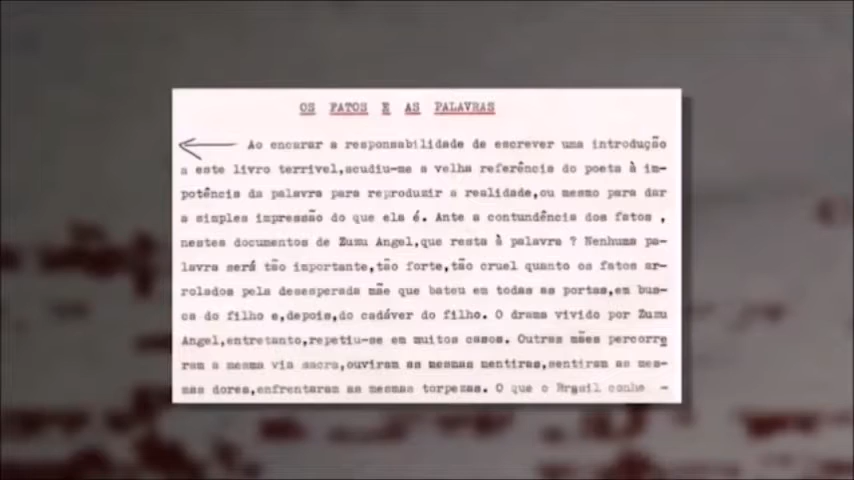 OS FATOS E AS PALAVRAS
Ao encarar a responsabilidade de escrever uma introdução
a este livro terrivel,acudiu-me a velha referência do poeta à im-
potência da palavra para reproduzir a realidade,ou mesmo para dar
a simples impressão do que ela é. Ante a contundência dos fatos ,
nestes documentos de Zuzu Angel,que resta à palavra ? Nenhuma pa-
lavra será tão importante,tão forte,tão cruel quanto os fatos ar-
rolados pela desesperada mãe que bateu em todas as portas,em bus-
ca do filho e,depois,do cadáver do filho. O drama vivido por Zuzu
Angel,entretanto,repetiu-se em muitos casos. Outras mães percorre
ram a mesma via sacra,ouviram as mesmas mentiras,sentiram as mes-
mas dores,enfrentaram as mesmas torpezas. O que o Brasil conhe -